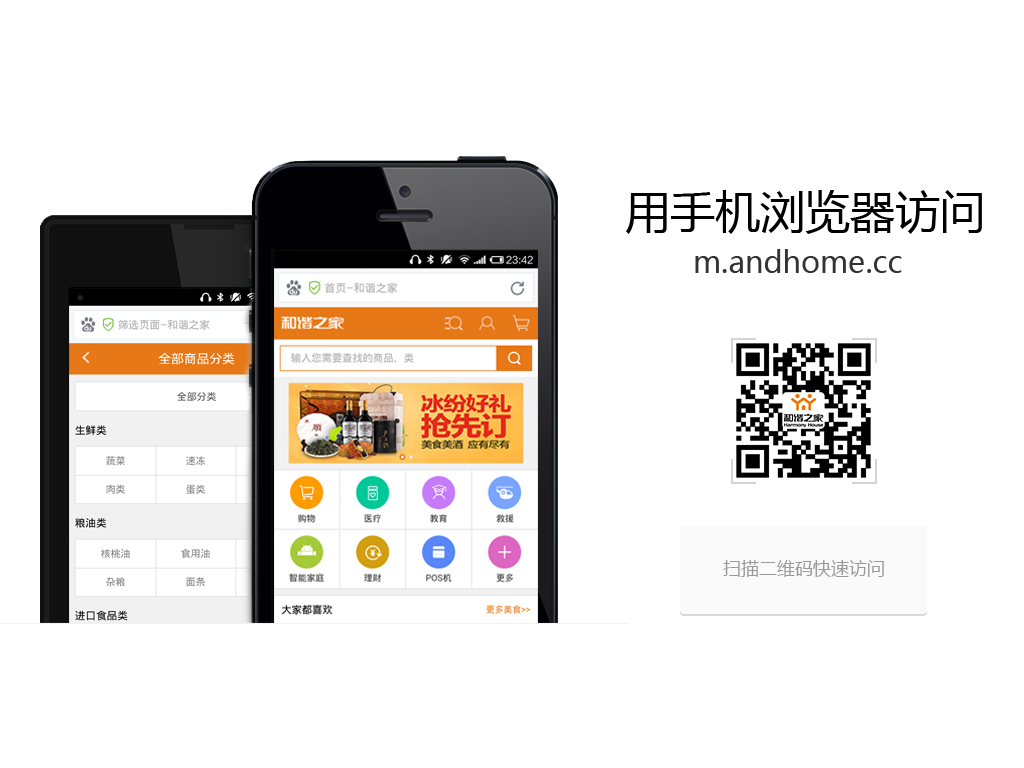 用手机浏览器访问
m.andhome.cc
和谐之家
Harmony House
扫描二维码快速访问
筛选页面-和谐之家
全部商品分类
全部分类
生鲜类
蔬菜
速冻
肉类
蛋类
粮油类
核桃油
食用油
杂粮
面条
进口食品类
23:42
首页-和谐之家
和谐之家
输入您需要查找的商品、类
冰纷好礼
抢先订
美食美酒 应有尽有
順
购物
医疗
教育
救援
智能家庭
理财
POS机
更多
大家都喜欢
更多美食>>